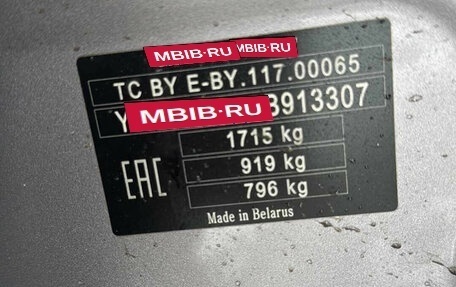 MBIB·RU MBIB·RU
TC BY E-BY.117.00065
Y MBIB·RU B913307
1715 kg
919 kg
EAC
796 kg
Made in Belarus